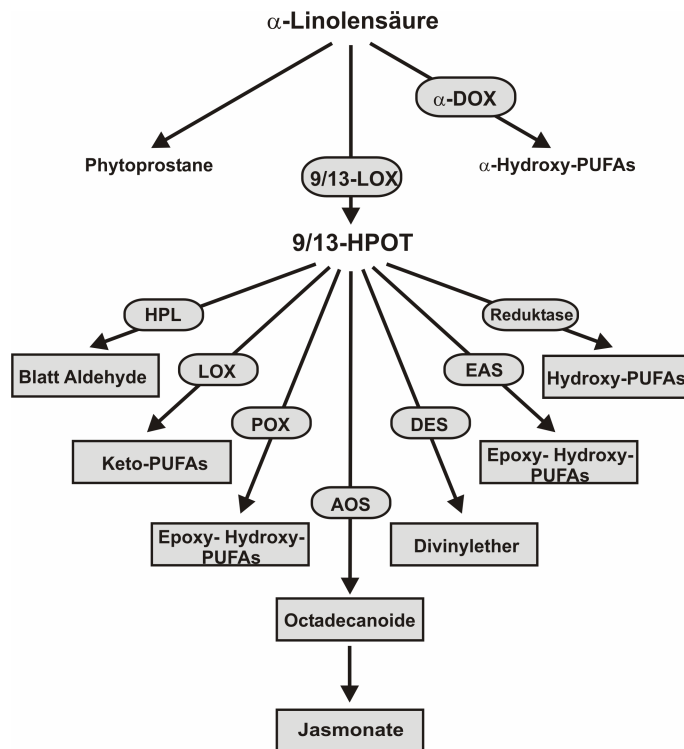 α-Linolensäure
α-DOX
Phytoprostane
α-Hydroxy-PUFAs
9/13-LOX
9/13-HPOT
HPL
Reduktase
Blatt Aldehyde
LOX
EAS
Hydroxy-PUFAs
POX
DES
Keto-PUFAs
Epoxy- Hydroxy-
PUFAs
AOS
Epoxy- Hydroxy-
PUFAs
Divinylether
Octadecanoide
Jasmonate